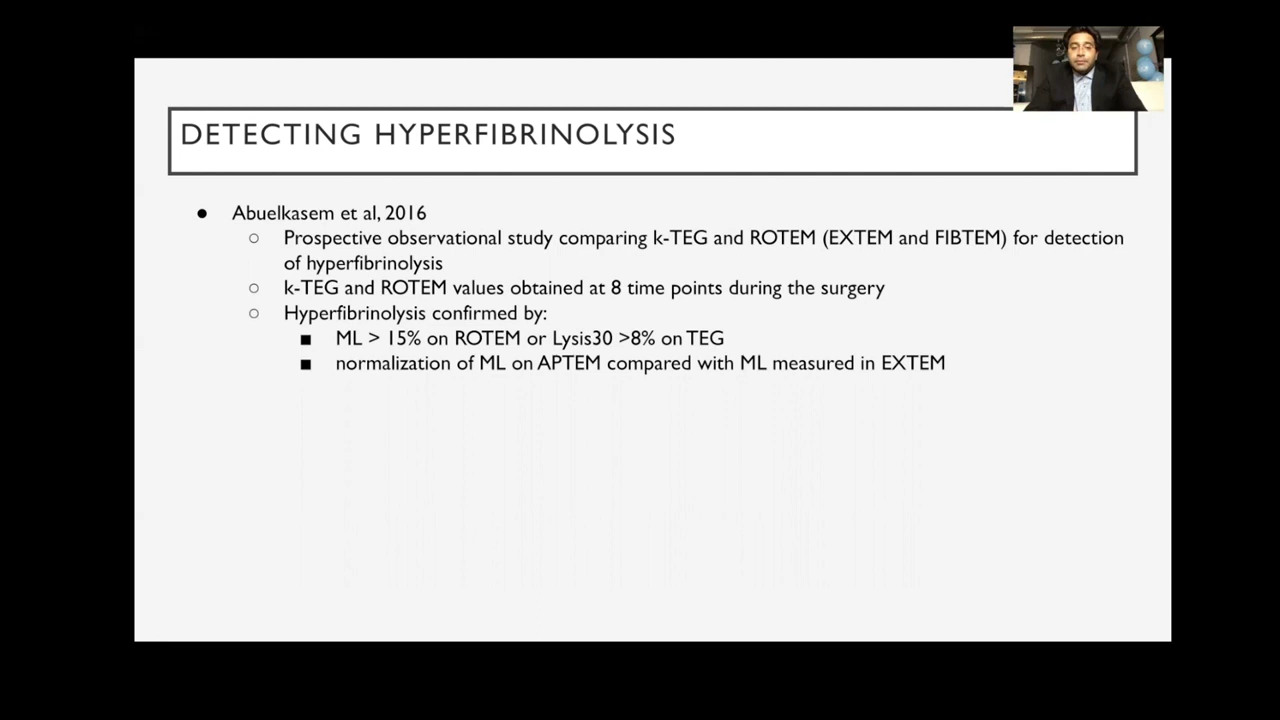 DETECTING HYPERFIBRINOLYSIS
● Abuelkasem et al, 2016
○ Prospective observational study comparing k-TEG and ROTEM (EXTEM and FIBTEM) for detection
of hyperfibrinolysis
○ k-TEG and ROTEM values obtained at 8 time points during the surgery
○ Hyperfibrinolysis confirmed by:
■ ML > 15% on ROTEM or Lysis30 >8% on TEG
■ normalization of ML on APTEM compared with ML measured in EXTEM